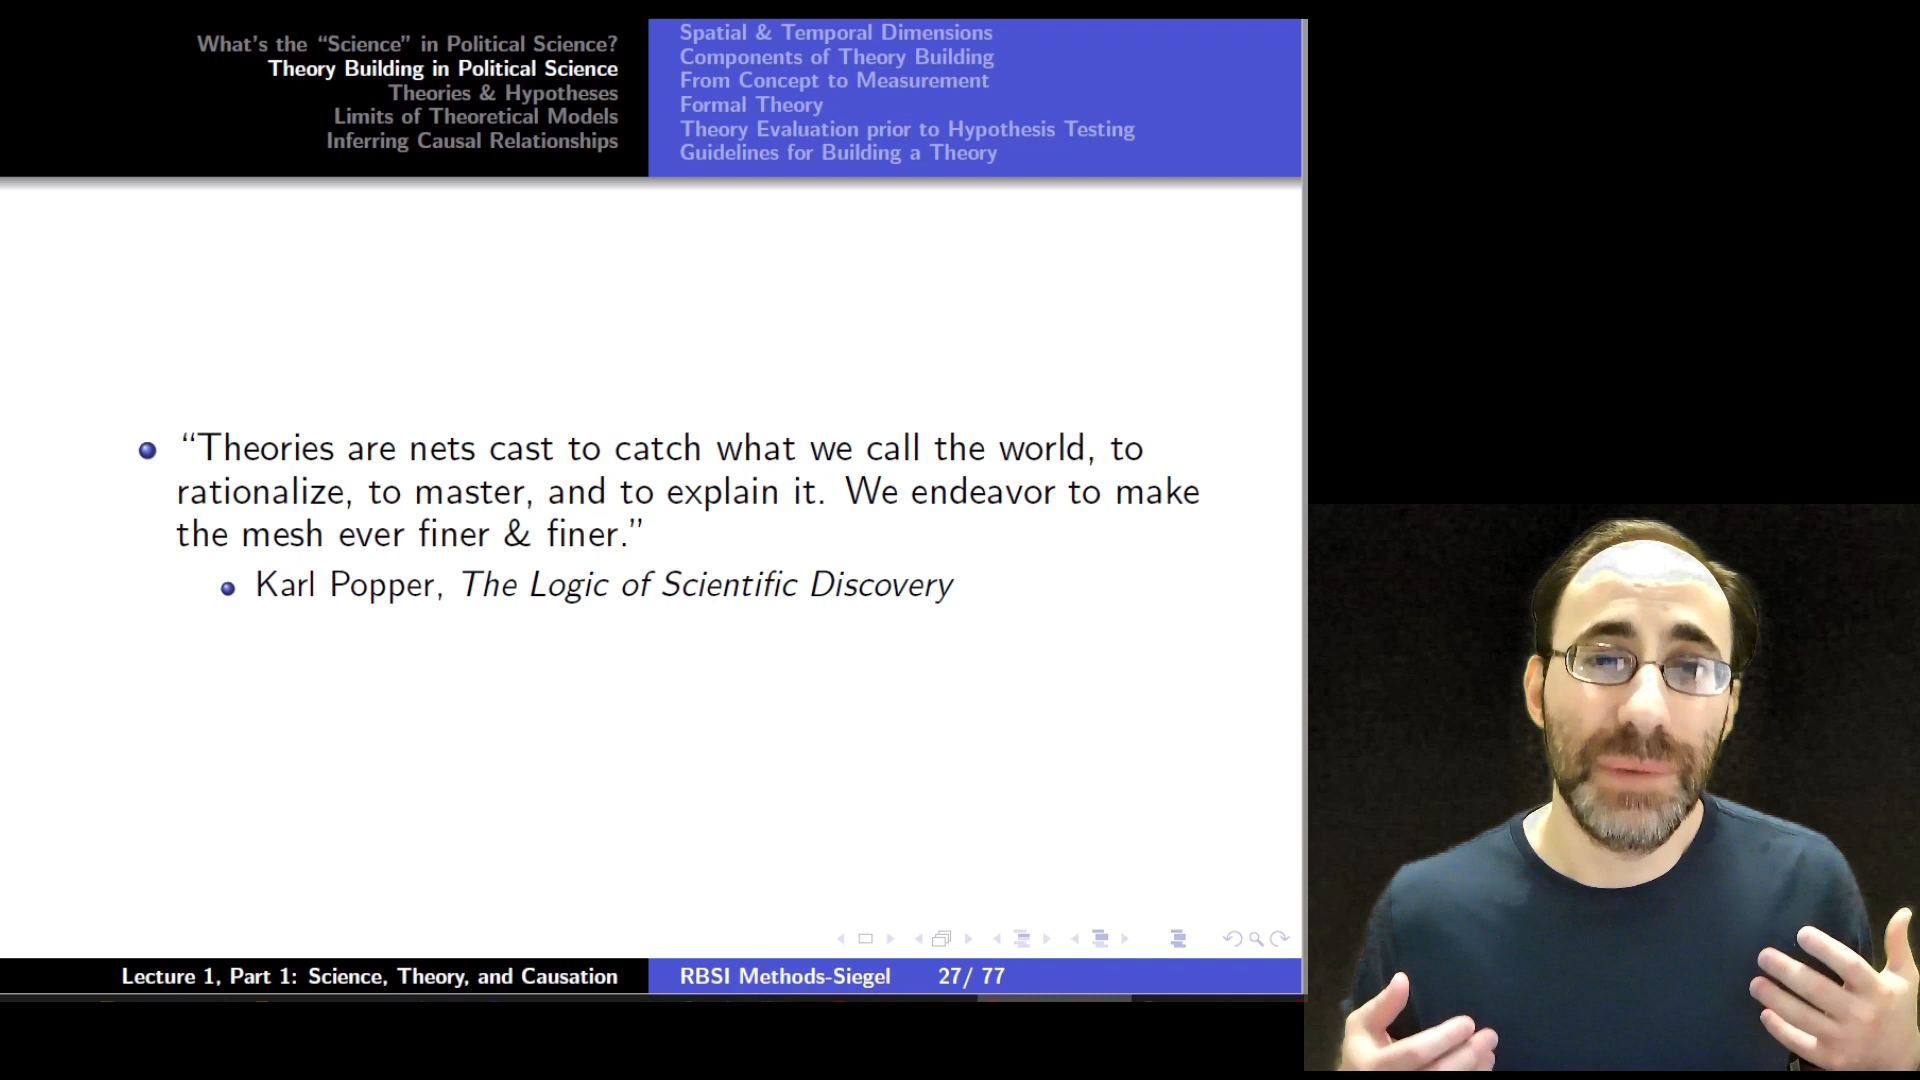 What's the “Science” in Political Science?
Theory Building in Political Science
Theories & Hypotheses
Limits of Theoretical Models
Inferring Causal Relationships
Spatial & Temporal Dimensions
Components of Theory Building
From Concept to Measurement
Formal Theory
Theory Evaluation prior to Hypothesis Testing
Guidelines for Building a Theory
“Theories are nets cast to catch what we call the world, to
rationalize, to master, and to explain it. We endeavor to make
the mesh ever finer & finer.”
Karl Popper, The Logic of Scientific Discovery
Lecture 1, Part 1: Science, Theory, and Causation
RBSI Methods-Siegel 27/ 77